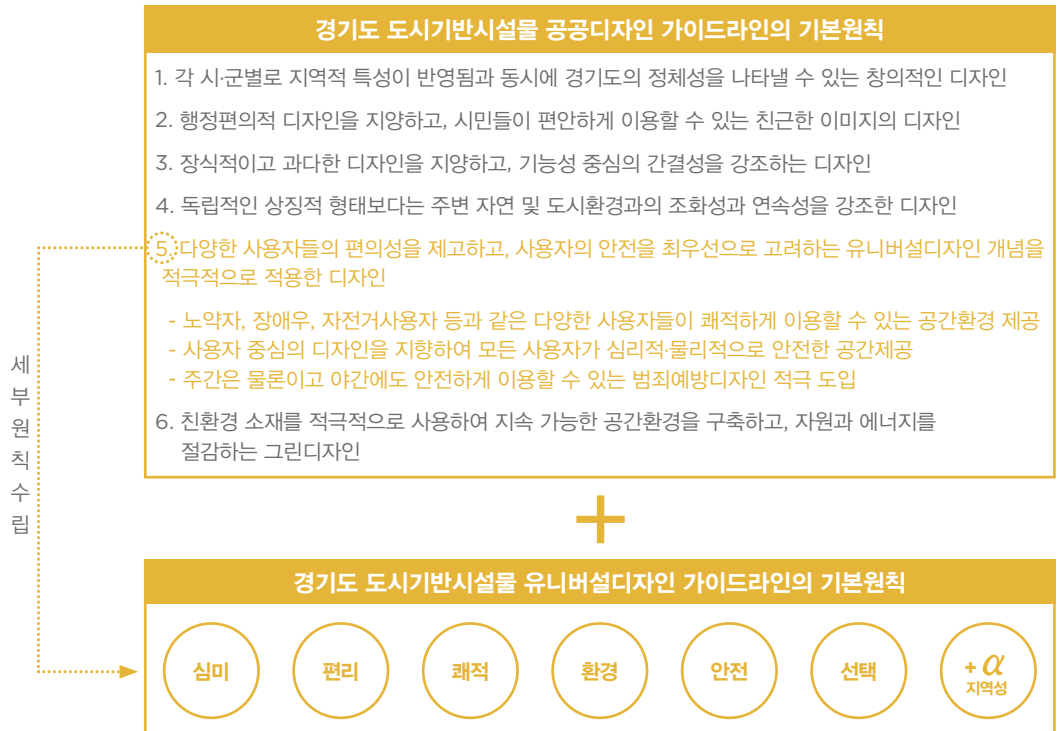 경기도 도시기반시설물 공공디자인 가이드라인의 기본원칙
1. 각 시·군별로 지역적 특성이 반영됨과 동시에 경기도의 정체성을 나타낼 수 있는 창의적인 디자인
2. 행정편의적 디자인을 지양하고, 시민들이 편안하게 이용할 수 있는 친근한 이미지의 디자인
3. 장식적이고 과다한 디자인을 지양하고, 기능성 중심의 간결성을 강조하는 디자인
4. 독립적인 상징적 형태보다는 주변 자연 및 도시환경과의 조화성과 연속성을 강조한 디자인
5. 다양한 사용자들의 편의성을 제고하고, 사용자의 안전을 최우선으로 고려하는 유니버설디자인 개념을
적극적으로 적용한 디자인
- 노약자, 장애우, 자전거사용자 등과 같은 다양한 사용자들이 쾌적하게 이용할 수 있는 공간환경 제공
- 사용자 중심의 디자인을 지향하여 모든 사용자가 심리적·물리적으로 안전한 공간제공
- 주간은 물론이고 야간에도 안전하게 이용할 수 있는 범죄예방디자인 적극 도입
6. 친환경 소재를 적극적으로 사용하여 지속 가능한 공간환경을 구축하고, 자원과 에너지를
절감하는 그린디자인
세부원칙수립
+
경기도 도시기반시설물 유니버설디자인 가이드라인의 기본원칙
심미
편리
쾌적
환경
안전
선택
+ α
지역성